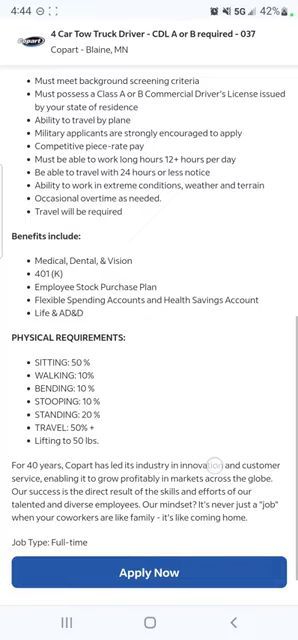 4:44
5G 42%
Copart
4 Car Tow Truck Driver - CDL A or B required - 037
Copart - Blaine, MN
• Must meet background screening criteria
• Must possess a Class A or B Commercial Driver's License issued
by your state of residence
• Ability to travel by plane
• Military applicants are strongly encouraged to apply
• Competitive piece-rate pay
• Must be able to work long hours 12+ hours per day
• Be able to travel with 24 hours or less notice
• Ability to work in extreme conditions, weather and terrain
• Occasional overtime as needed.
• Travel will be required
Benefits include:
• Medical, Dental, & Vision
• 401 (K)
• Employee Stock Purchase Plan
• Flexible Spending Accounts and Health Savings Account
• Life & AD&D
PHYSICAL REQUIREMENTS:
• SITTING: 50 %
• WALKING: 10%
• BENDING: 10 %
• STOOPING: 10 %
• STANDING: 20 %
• TRAVEL: 50% +
• Lifting to 50 lbs.
For 40 years, Copart has led its industry in innovation and customer
service, enabling it to grow profitably in markets across the globe.
Our success is the direct result of the skills and efforts of our
talented and diverse employees. Our mindset? It's never just a "job"
when your coworkers are like family - it's like coming home.
Job Type: Full-time
Apply Now